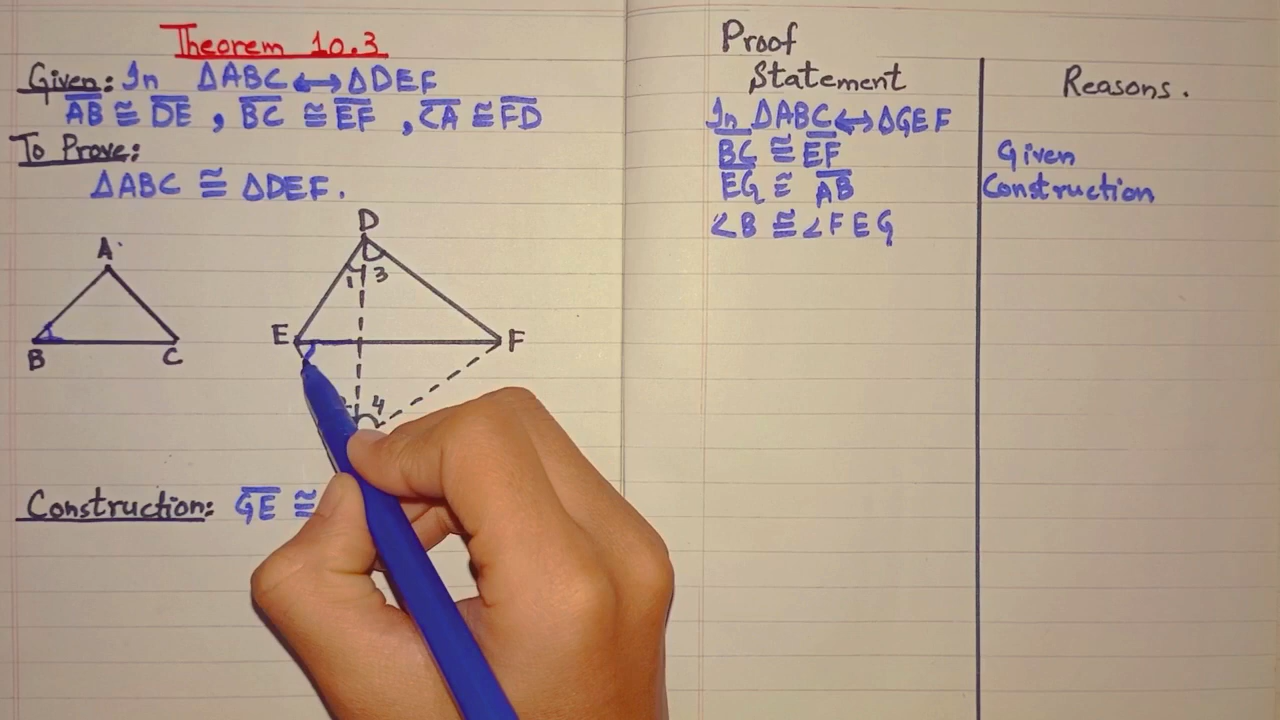 Theorem 10.3
Given: In ΔABC ↔ ΔDEF
AB ≅ DE , BC ≅ EF , CA ≅ FD
To Prove:
ΔABC ≅ ΔDEF.
D
A
1 3
E
F
B
C
4
Construction: GE ≅
Proof
Statement
Reasons.
In ΔABC ↔ ΔGEF
BC ≅ EF
Given
EG ≅ AB
Construction
∠B ≅ ∠FEG